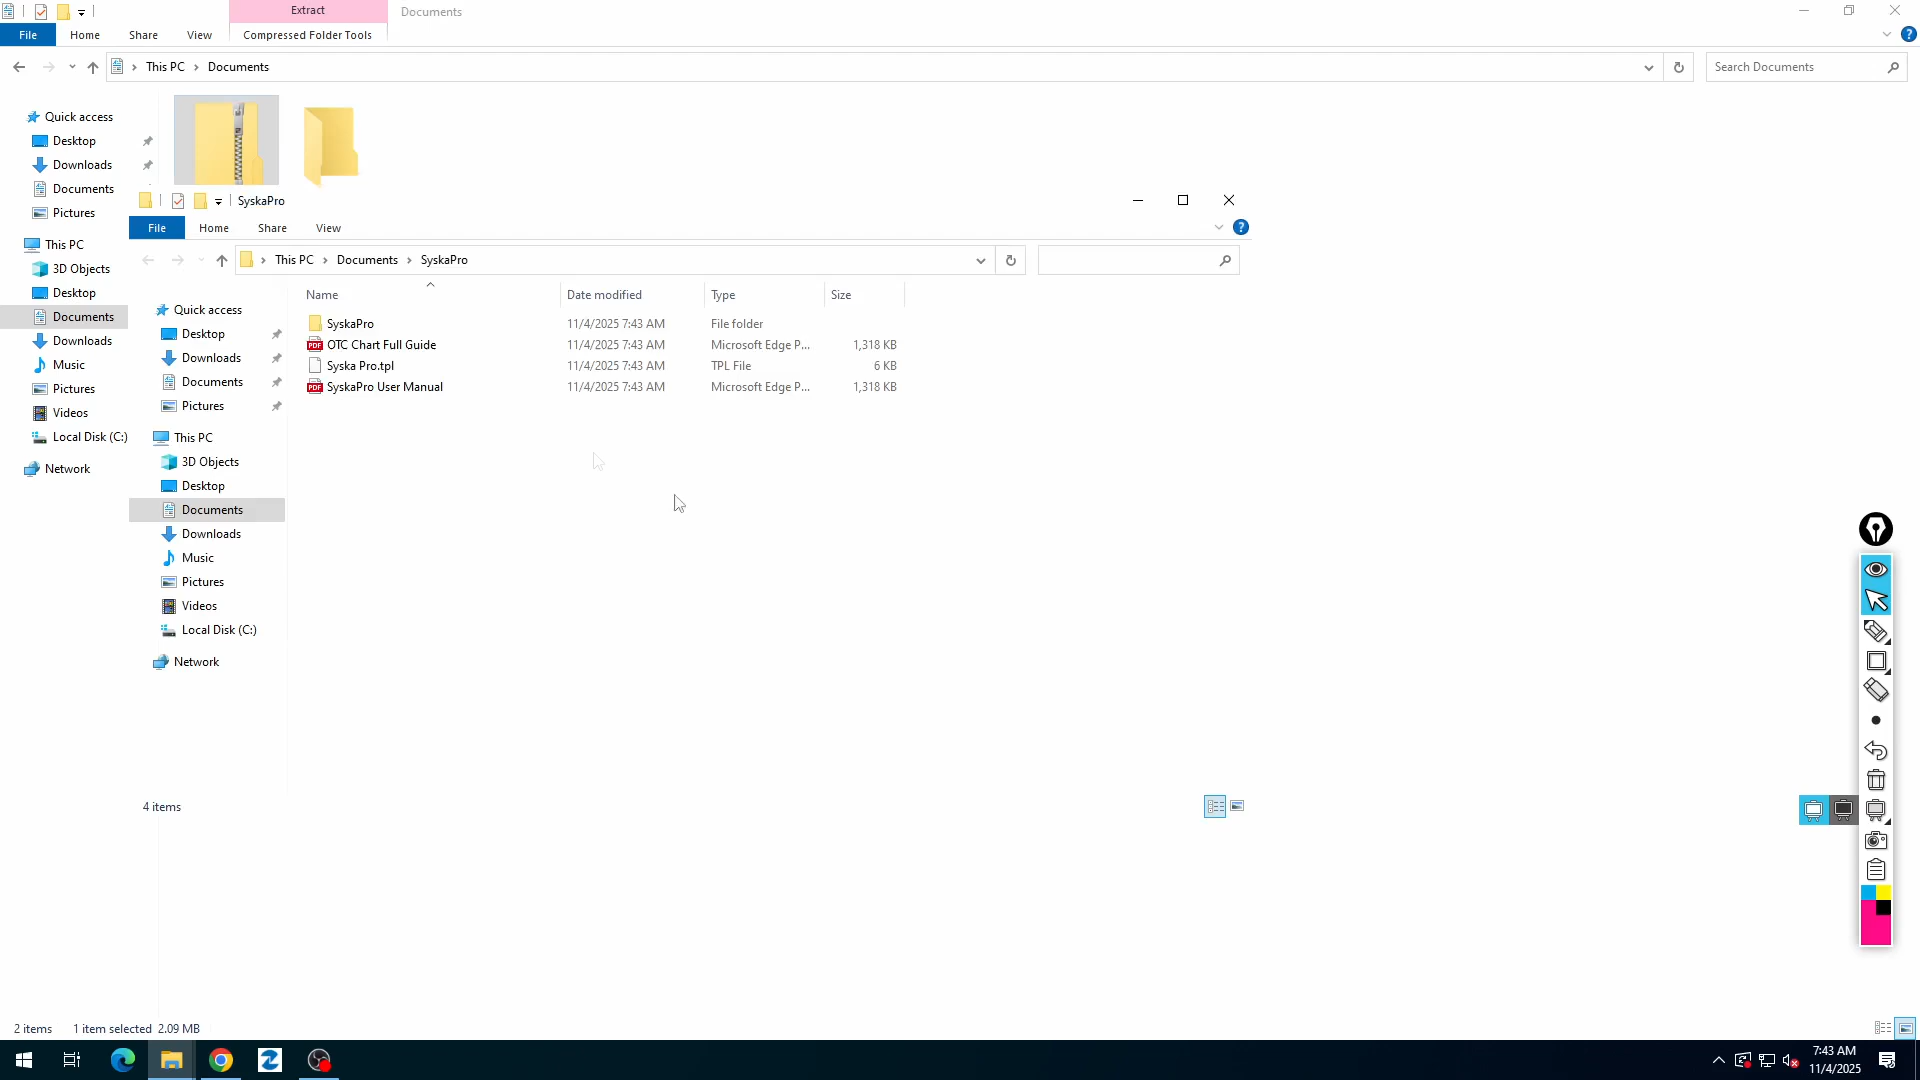 Extract
Documents
File
Home
Share
View
Compressed Folder Tools
This PC
Documents
Search Documents
Quick access
Desktop
Downloads
Documents
Pictures
This PC
3D Objects
Desktop
Documents
Downloads
Music
Pictures
Videos
Local Disk (C:)
Network
SyskaPro
File
Home
Share
View
This PC
Documents
SyskaPro
Quick access
Desktop
Downloads
Documents
Pictures
This PC
3D Objects
Desktop
Documents
Downloads
Music
Pictures
Videos
Local Disk (C:)
Network
Name Date modified Type Size
SyskaPro 11/4/2025 7:43 AM File folder
PDF OTC Chart Full Guide 11/4/2025 7:43 AM Microsoft Edge P... 1,318 KB
Syska Pro.tpl 11/4/2025 7:43 AM TPL File 6 KB
PDF SyskaPro User Manual 11/4/2025 7:43 AM Microsoft Edge P... 1,318 KB
4 items
2 items 1 item selected 2.09 MB
7:43 AM
11/4/2025